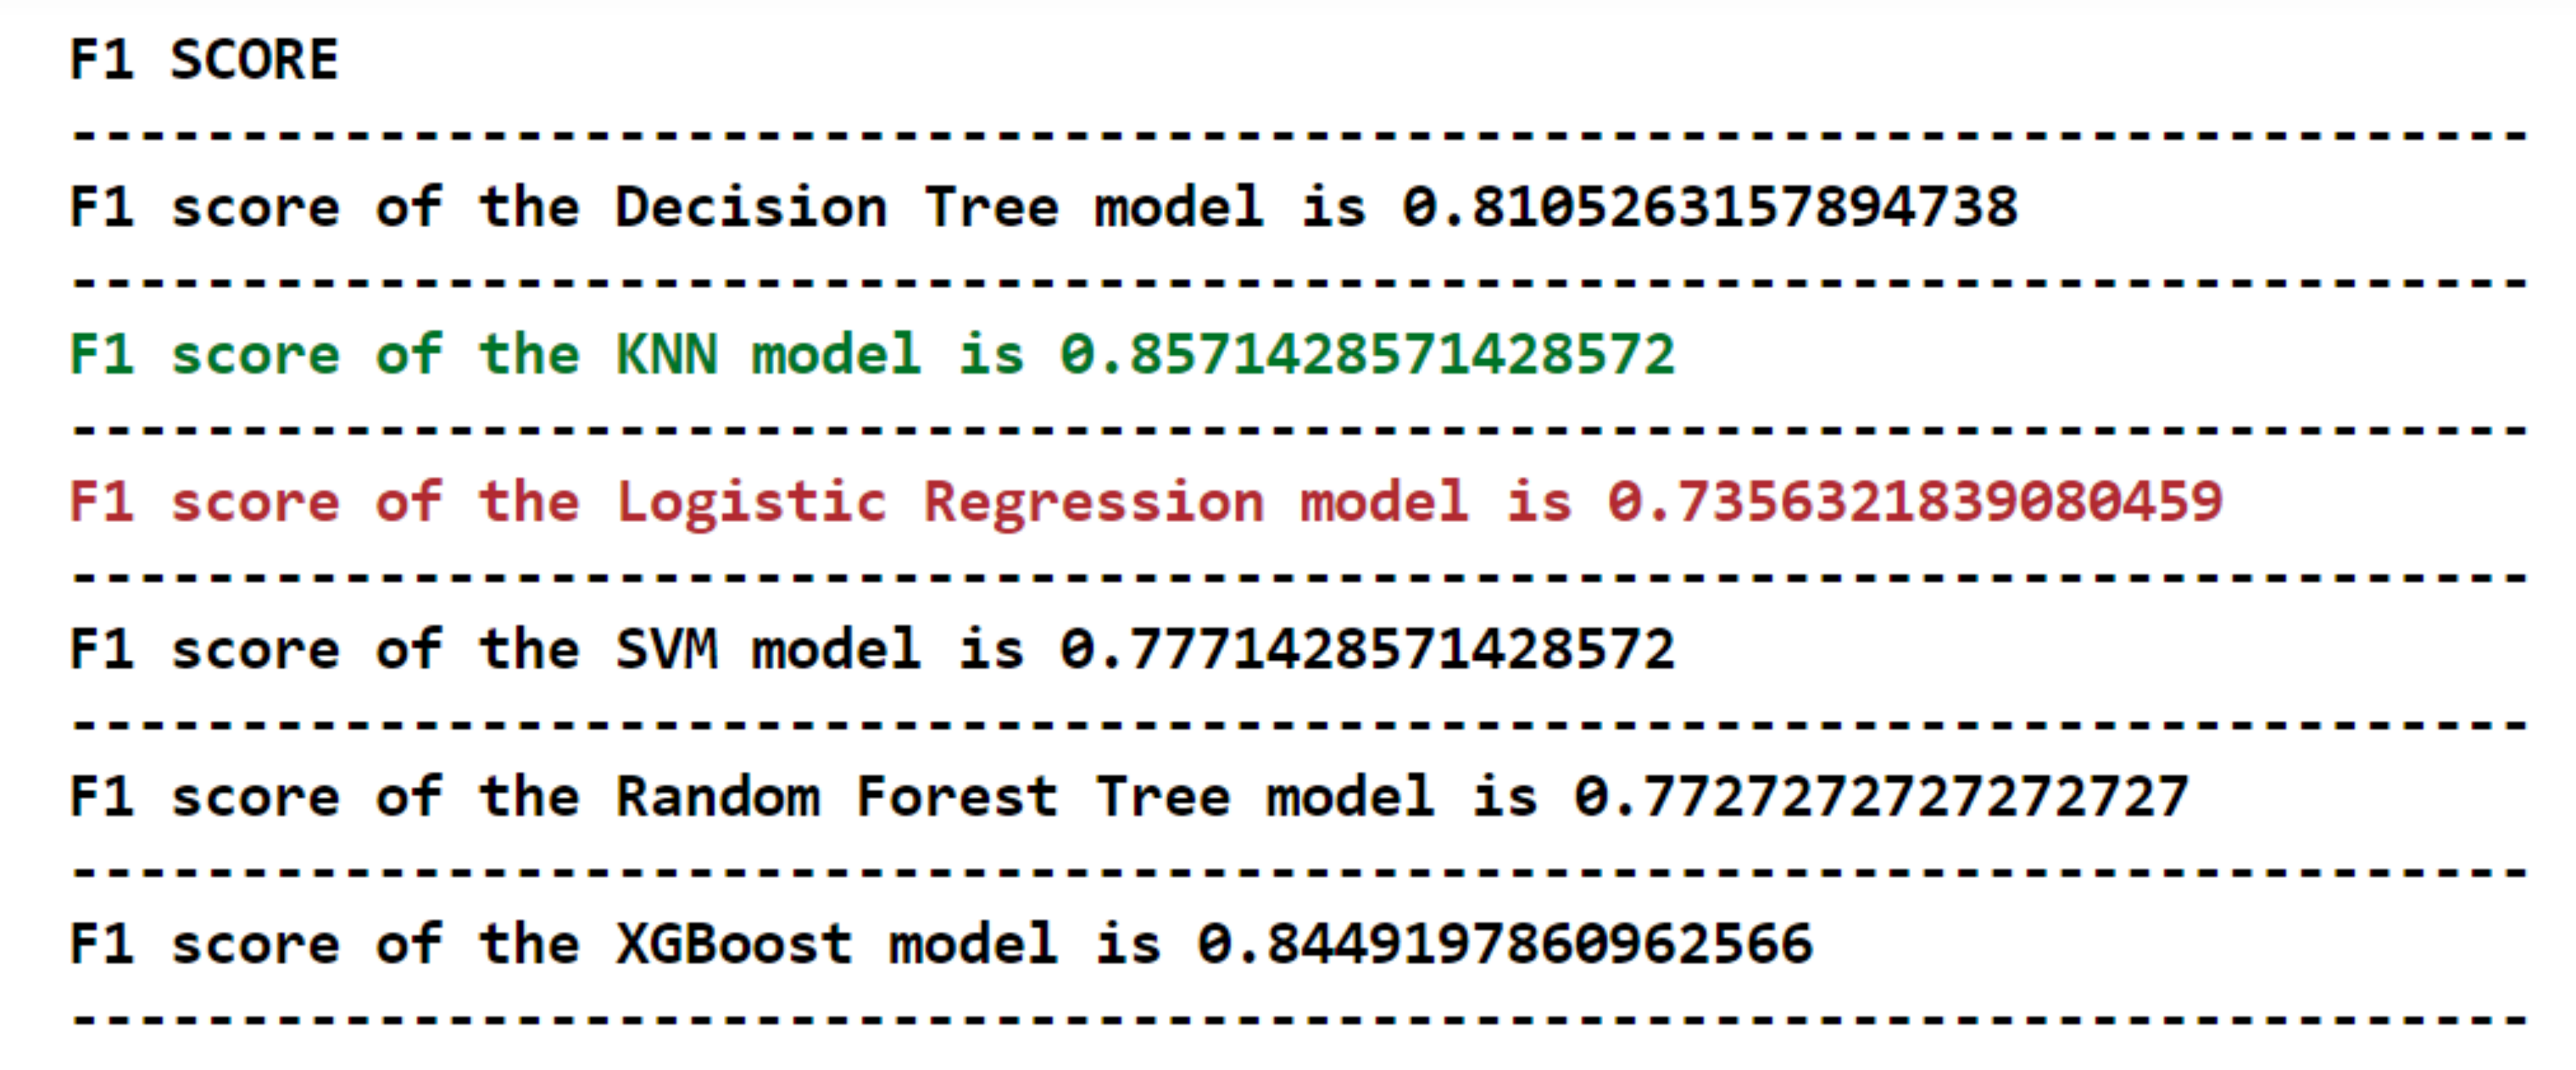 F1 SCORE
------------------------------------------------------------------------
F1 score of the Decision Tree model is 0.8105263157894738
------------------------------------------------------------------------
F1 score of the KNN model is 0.8571428571428572
------------------------------------------------------------------------
F1 score of the Logistic Regression model is 0.7356321839080459
------------------------------------------------------------------------
F1 score of the SVM model is 0.7771428571428572
------------------------------------------------------------------------
F1 score of the Random Forest Tree model is 0.7727272727272727
------------------------------------------------------------------------
F1 score of the XGBoost model is 0.8449197860962566
------------------------------------------------------------------------